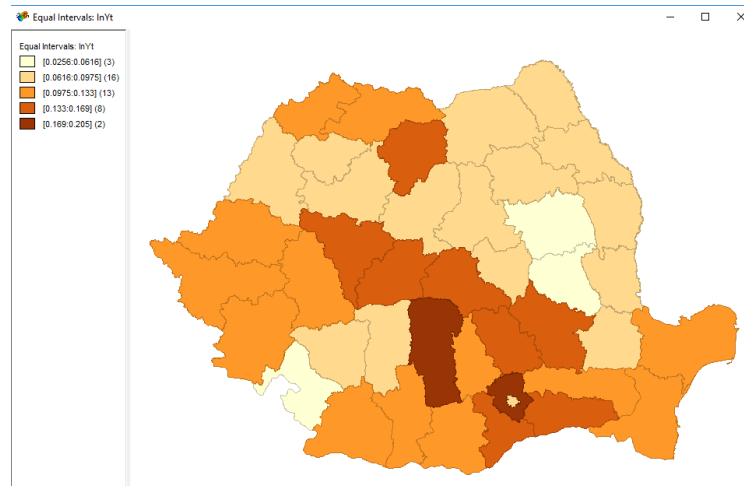 Equal Intervals: lnYt
Equal Intervals: lnYt
[0.0256:0.0616] (3)
[0.0616:0.0975] (16)
[0.0975:0.133] (13)
[0.133:0.169] (8)
[0.169:0.205] (2)